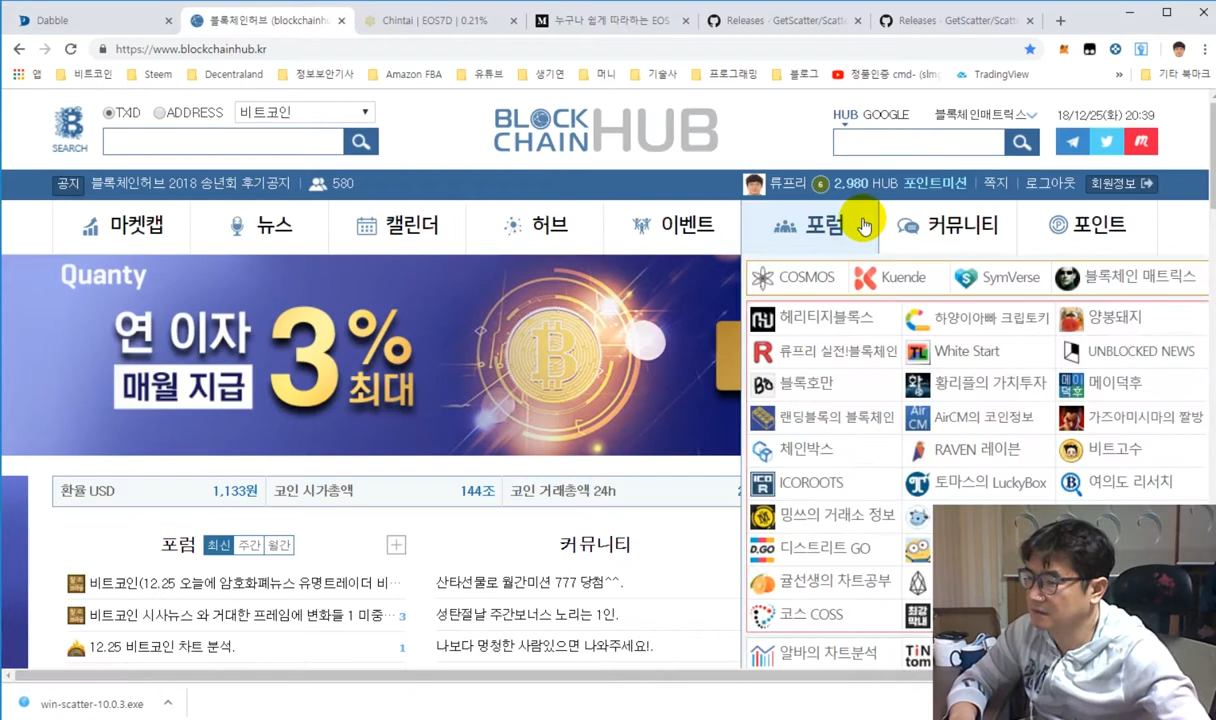 Dabble
블록체인허브 (blockchainhu
Chintai | EOS7D | 0.21%
누구나 쉽게 따라하는 EOS
Releases · GetScatter/Scatte
Releases · GetScatter/Scatt
https://www.blockchainhub.kr
앱
비트코인
Steem
Decentraland
정보보안기사
Amazon FBA
유튜브
생기연
머니
기술사
프로그래밍
블로그
정품인증 cmd- (slmg
TradingView
기타 북마크
SEARCH
TXID
ADDRESS
비트코인
BLOCK
CHAIN HUB
HUB GOOGLE
블록체인매트릭스
18/12/25(화) 20:39
공지 블록체인허브 2018 송년회 후기공지 | 580
류프리 6 2,980 HUB 포인트미션 | 쪽지 | 로그아웃 회원정보
마켓캡
뉴스
캘린더
허브
이벤트
포럼
커뮤니티
포인트
Quanty
연 이자
매월 지급
3%
최대
COSMOS
Kuende
SymVerse
블록체인 매트릭스
헤리티지블록스
하양이아빠 크립토키
양봉돼지
류프리 실전!블록체인
White Start
UNBLOCKED NEWS
블록호만
황리플의 가치투자
메이덕후
랜딩블록의 블록체인
AirCM의 코인정보
가즈아미시마의 짤방
체인박스
RAVEN 레이븐
비트고수
ICOROOTS
토마스의 LuckyBox
여의도 리서치
밍쓰의 거래소 정보
디스트리트 GO
귤선생의 차트공부
코스 COSS
최강
막내
알바의 차트분석
TiN
tom
환율 USD 1,133원
코인 시가총액 144조
코인 거래총액 24h
포럼 최신 주간 월간
비트코인(12.25 오늘에 암호화폐뉴스 유명트레이더 비···
비트코인 시사뉴스 와 거대한 프레임에 변화들 1 미중··· 3
12.25 비트코인 차트 분석. 1
커뮤니티
산타선물로 월간미션 777 당첨^^.
성탄절날 주간보너스 노리는 1인.
나보다 멍청한 사람있으면 나와주세요!.
win-scatter-10.0.3.exe